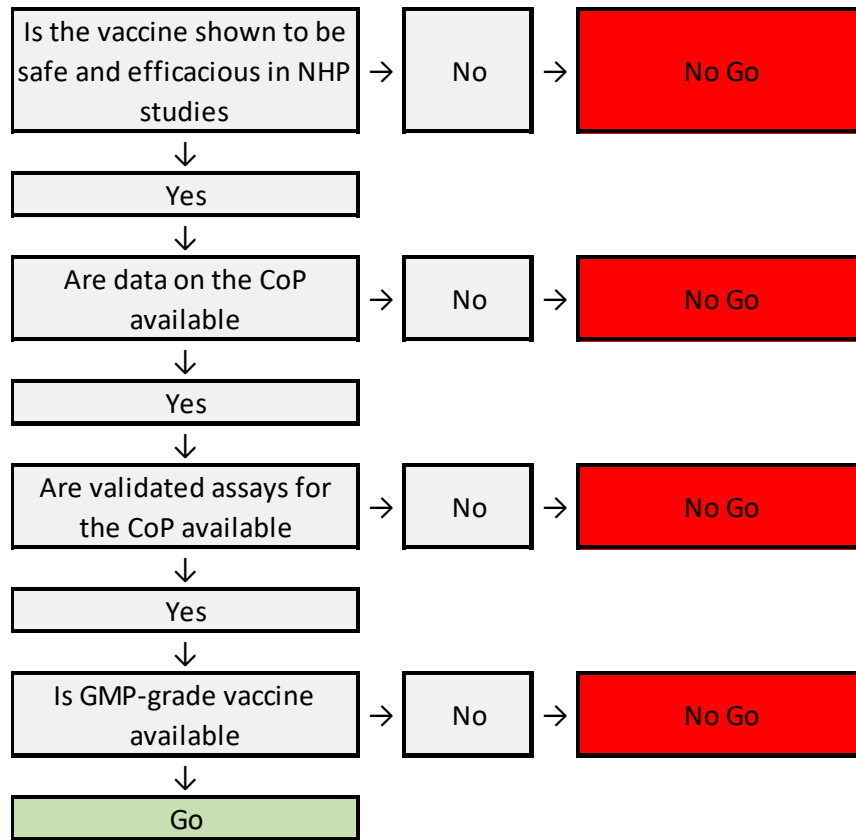 Is the vaccine shown to be
safe and efficacious in NHP
studies
→
No
→
No Go
↓
Yes
↓
Are data on the CoP
available
→
No
→
No Go
↓
Yes
↓
Are validated assays for
the CoP available
→
No
→
No Go
↓
Yes
↓
Is GMP-grade vaccine
available
→
No
→
No Go
↓
Go